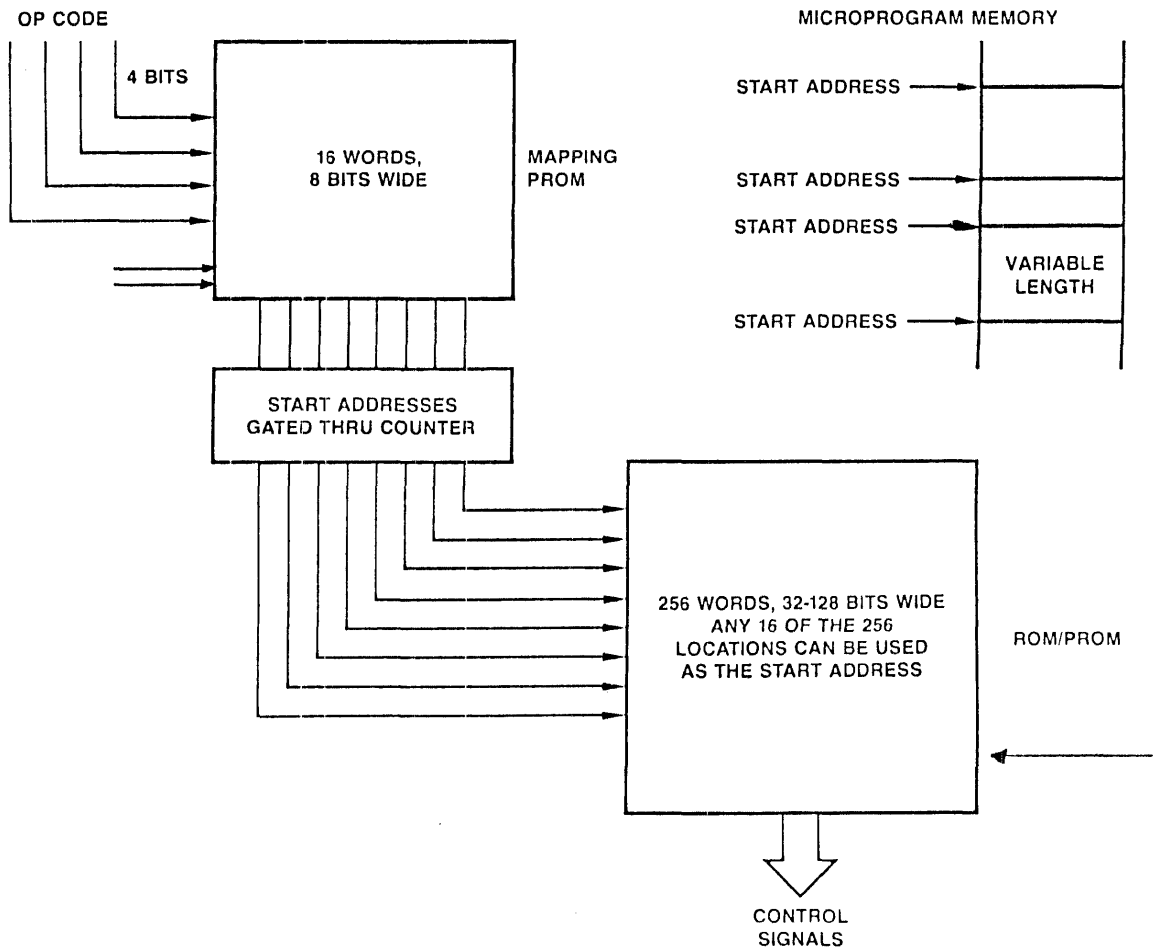 OP CODE
4 BITS
16 WORDS,
8 BITS WIDE
MAPPING
PROM
START ADDRESSES
GATED THRU COUNTER
MICROPROGRAM MEMORY
START ADDRESS
START ADDRESS
START ADDRESS
VARIABLE
LENGTH
START ADDRESS
256 WORDS, 32-128 BITS WIDE
ANY 16 OF THE 256
LOCATIONS CAN BE USED
AS THE START ADDRESS
ROM/PROM
CONTROL
SIGNALS